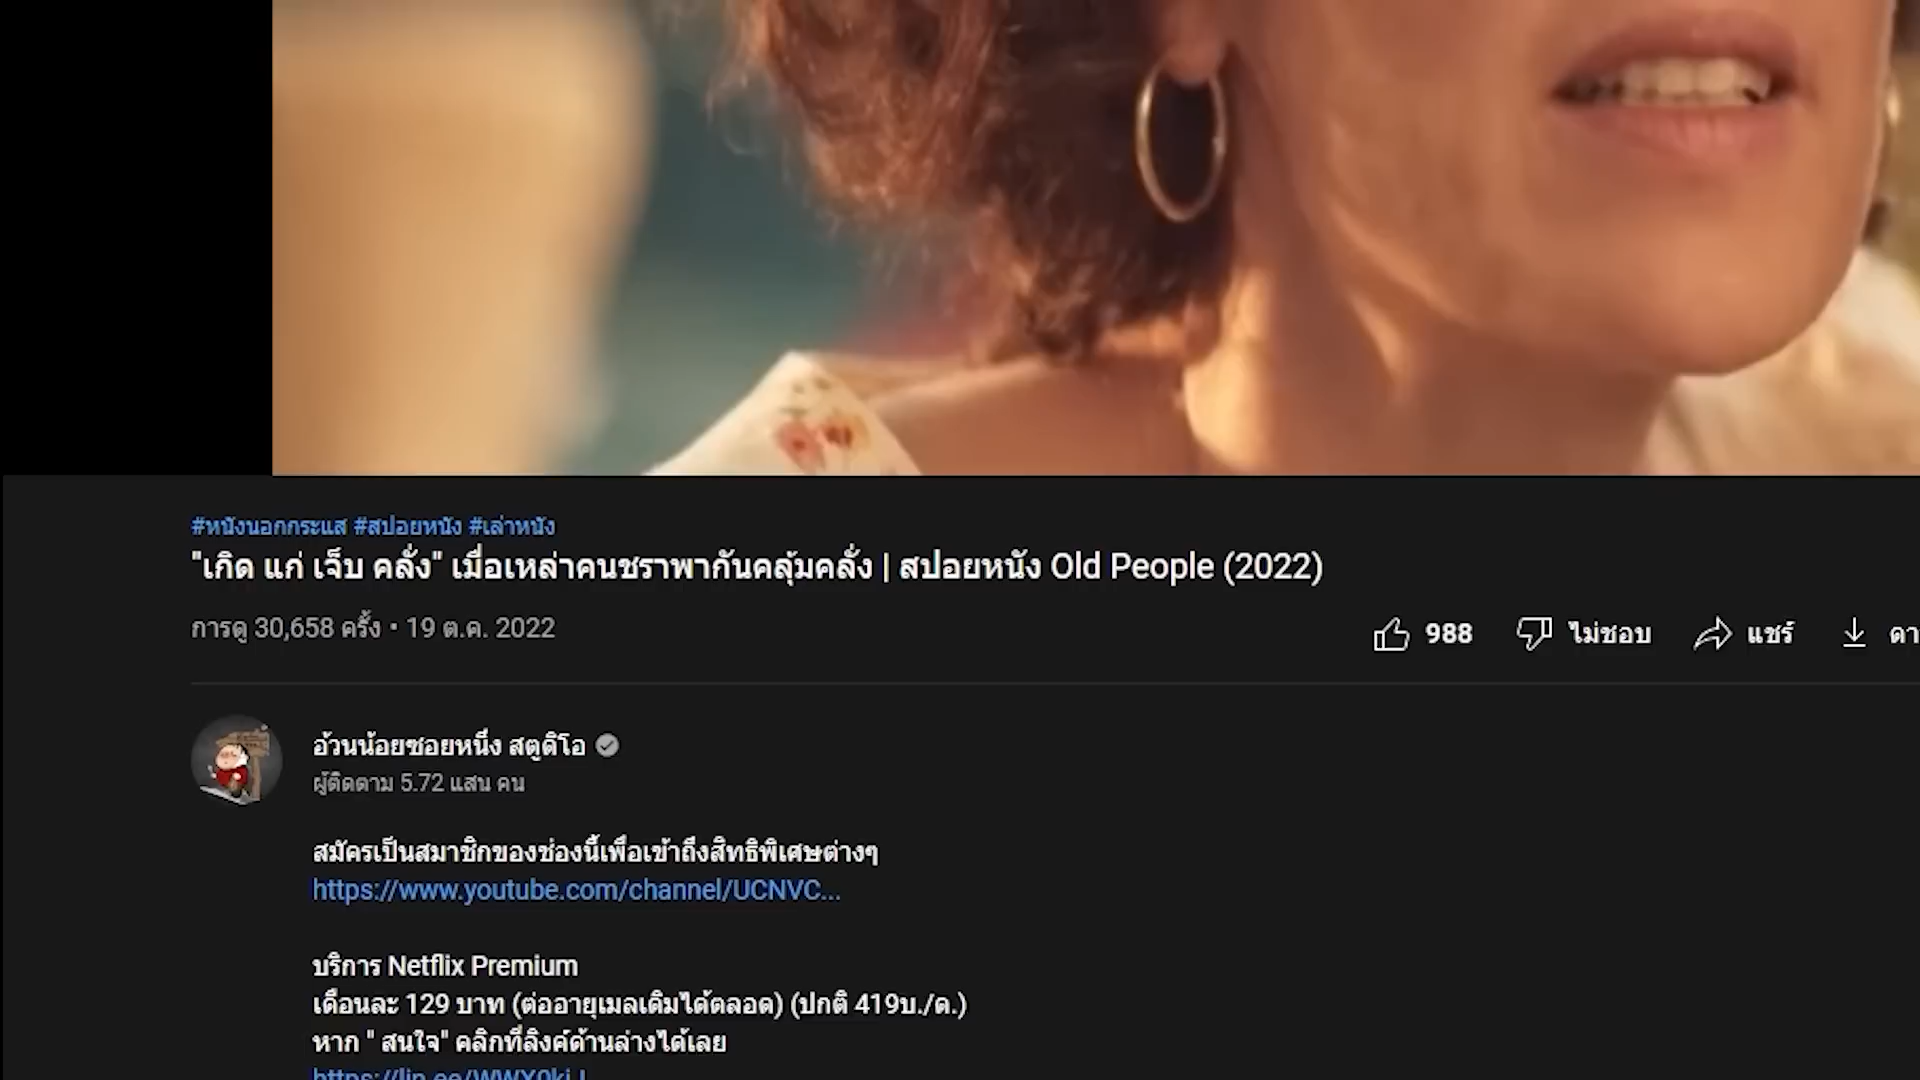 #หนังนอกกระแส #สปอยหนัง #เล่าหนัง
"เกิด แก่ เจ็บ คลั่ง" เมื่อเหล่าคนชราพากันคลุ้มคลั่ง | สปอยหนัง Old People (2022)
การดู 30,658 ครั้ง • 19 ต.ค. 2022
988 ไม่ชอบ แชร์
อ้วนน้อยซอยหนึ่ง สตูดิโอ
ผู้ติดตาม 5.72 แสน คน
สมัครเป็นสมาชิกของช่องนี้เพื่อเข้าถึงสิทธิพิเศษต่างๆ
https://www.youtube.com/channel/UCNVC...
บริการ Netflix Premium
เดือนละ 129 บาท (ต่ออายุเมลเดิมได้ตลอด) (ปกติ 419บ./ด.)
หาก " สนใจ" คลิกที่ลิงค์ด้านล่างได้เลย